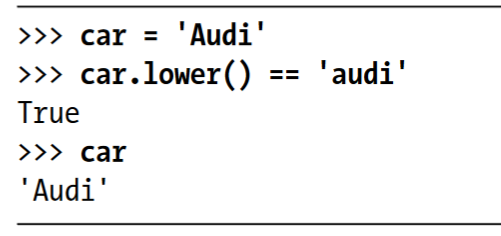 >>> car = 'Audi'
>>> car.lower() == 'audi'
True
>>> car
'Audi'